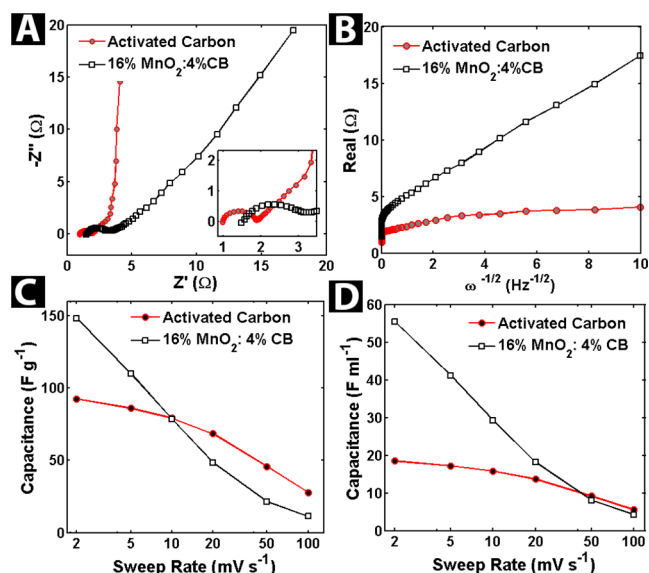 A
Activated Carbon
16% MnO2:4%CB
20
15
10
5
0
-Z'' (Ω)
2
1
0
1
2
3
0
5
10
15
20
Z' (Ω)
B
Activated Carbon
16% MnO2:4%CB
20
15
10
5
0
Real (Ω)
0
2
4
6
8
10
ω -1/2 (Hz-1/2)
C
Activated Carbon
16% MnO2: 4% CB
150
100
50
0
Capacitance (F g-1)
2
5
10
20
50
100
Sweep Rate (mV s-1)
D
Activated Carbon
16% MnO2: 4% CB
60
50
40
30
20
10
0
Capacitance (F ml-1)
2
5
10
20
50
100
Sweep Rate (mV s-1)